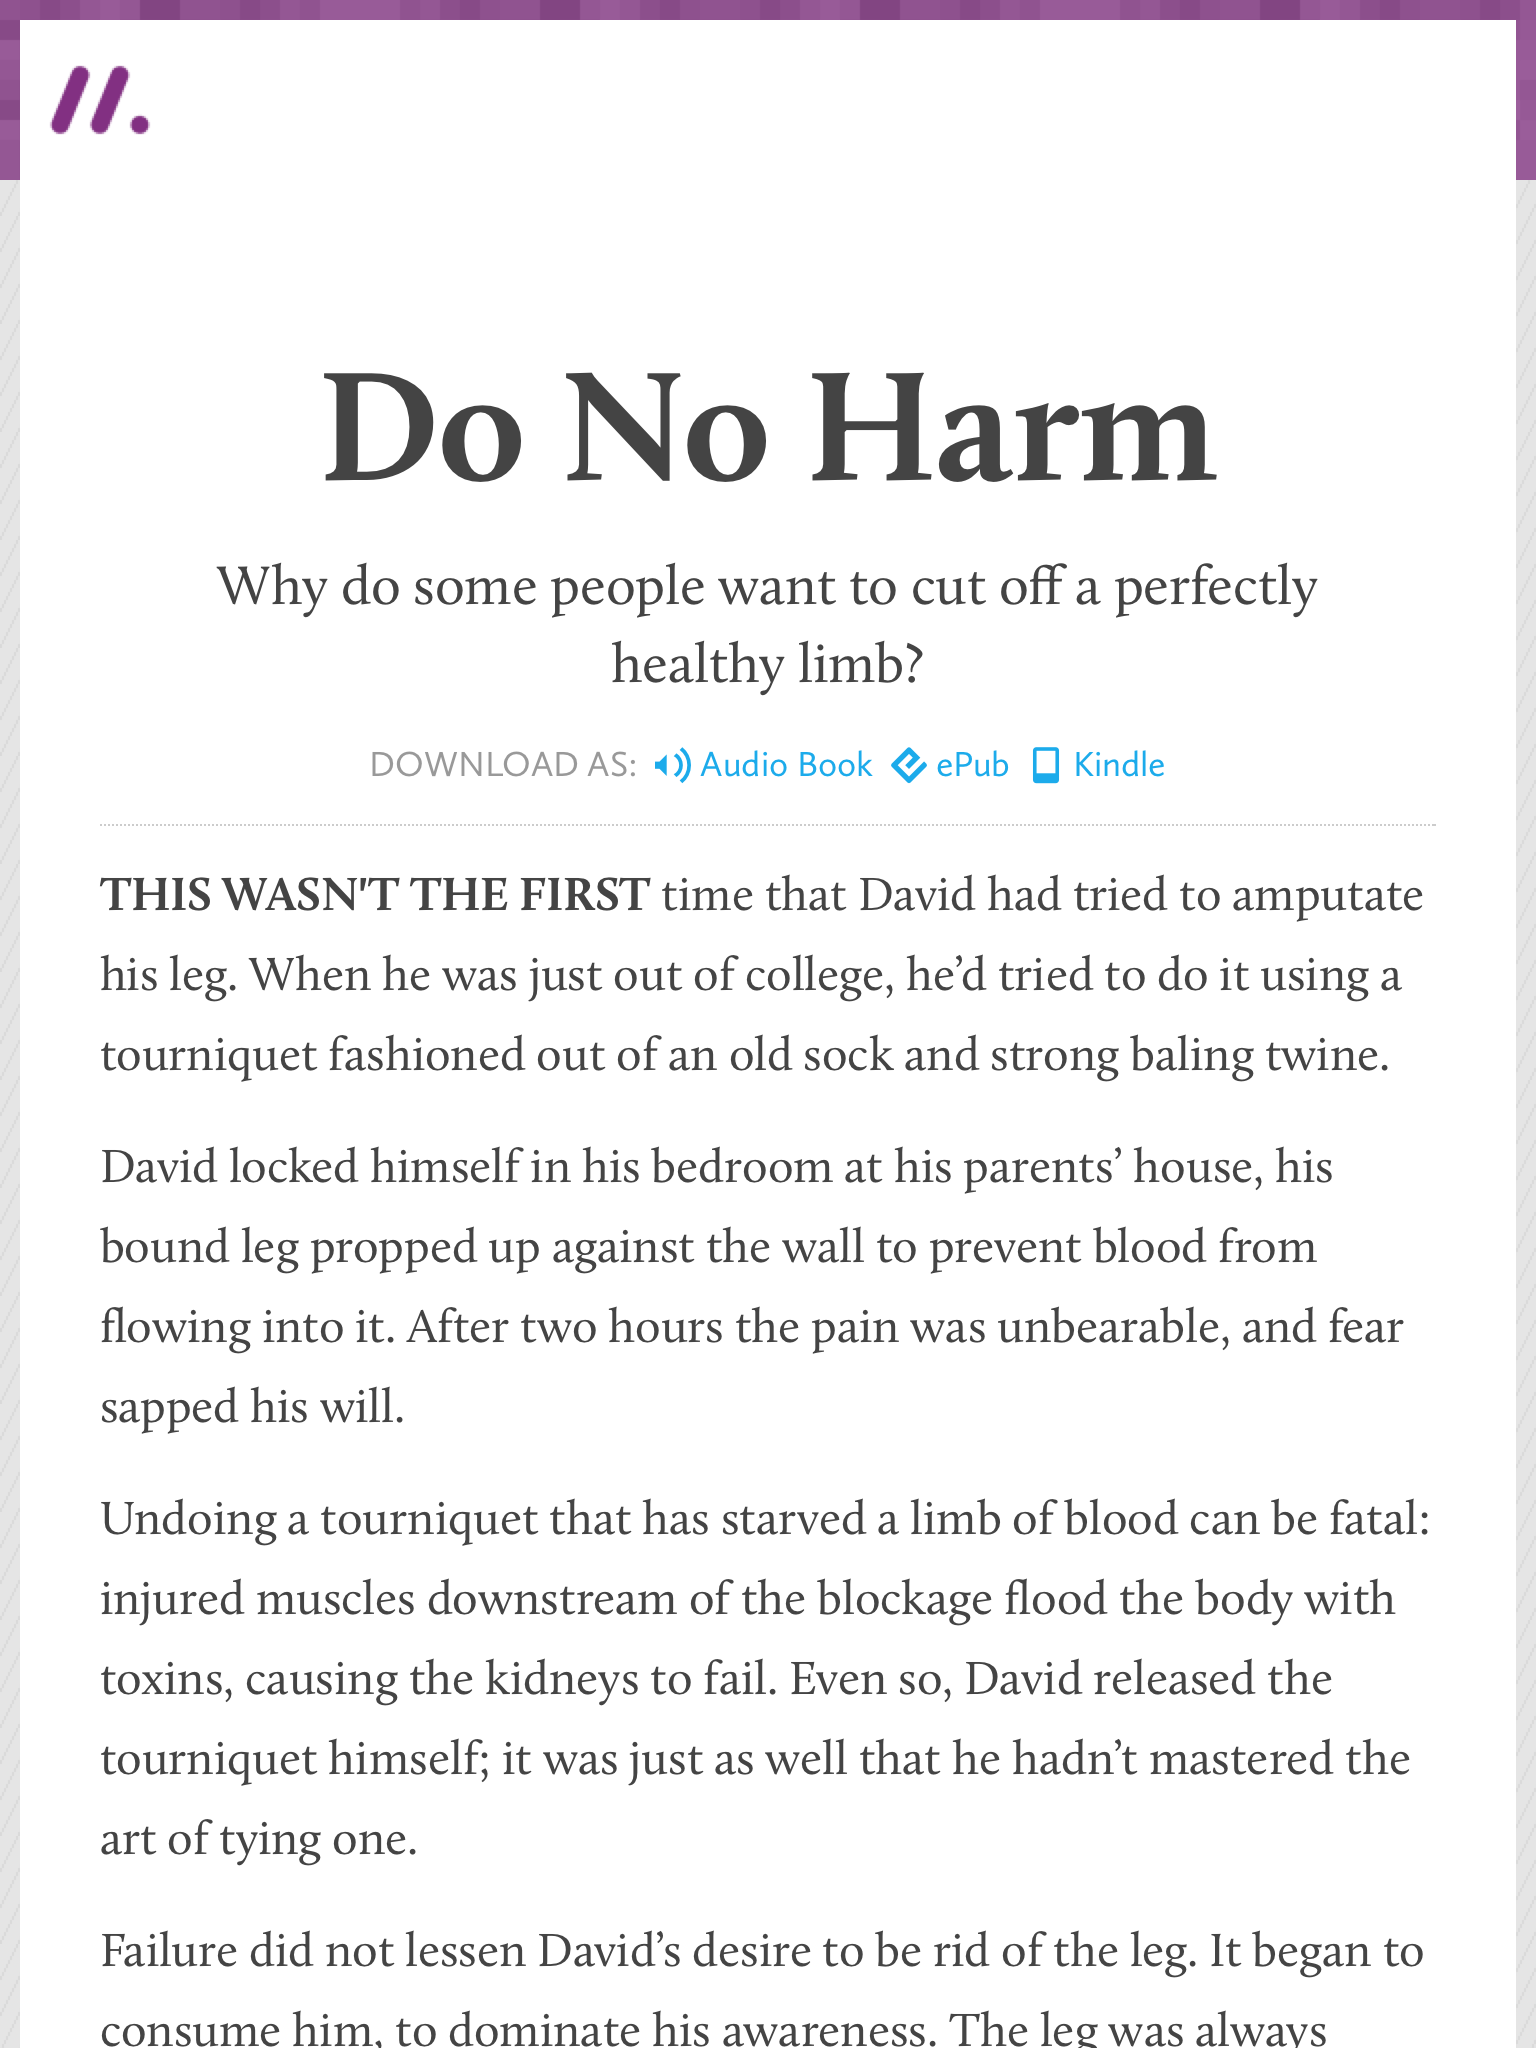 Do No Harm
Why do some people want to cut off a perfectly
healthy limb?
DOWNLOAD AS: Audio Book ePub Kindle
THIS WASN'T THE FIRST time that David had tried to amputate
his leg. When he was just out of college, he’d tried to do it using a
tourniquet fashioned out of an old sock and strong baling twine.
David locked himself in his bedroom at his parents’ house, his
bound leg propped up against the wall to prevent blood from
flowing into it. After two hours the pain was unbearable, and fear
sapped his will.
Undoing a tourniquet that has starved a limb of blood can be fatal:
injured muscles downstream of the blockage flood the body with
toxins, causing the kidneys to fail. Even so, David released the
tourniquet himself; it was just as well that he hadn’t mastered the
art of tying one.
Failure did not lessen David’s desire to be rid of the leg. It began to
consume him, to dominate his awareness. The leg was always